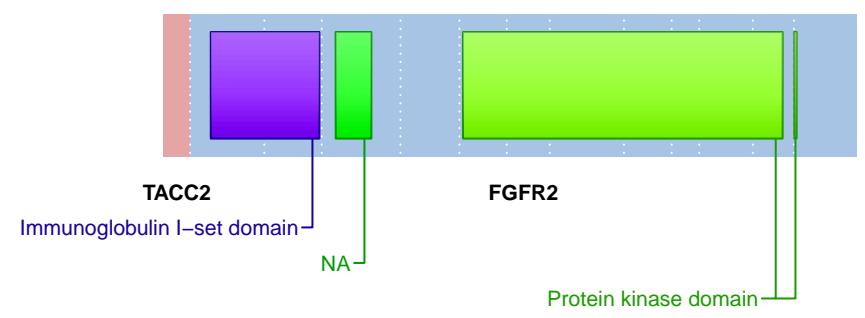 TACC2
FGFR2
Immunoglobulin I−set domain
NA
Protein kinase domain